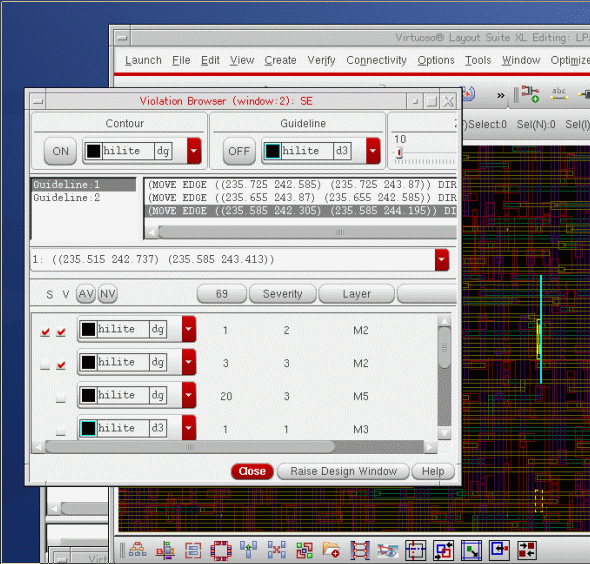 Virtuoso® Layout Suite XL Editing: LPA
Launch File Edit View Create Verify Connectivity Options Tools Window Optimize
»
abc
)Select:0 Sel(N):0 Sel(I)
Violation Browser (window:2): SE
Contour
Guideline
ON
hilite dg
OFF
hilite d3
10
Guideline:1
Guideline:2
(MOVE EDGE ((235.725 242.585) (235.725 243.87)) DIR
(MOVE EDGE ((235.655 243.87) (235.655 242.585)) DI
(MOVE EDGE ((235.585 242.305) (235.585 244.195)) DI
1: ((235.515 242.737) (235.585 243.413))
S V AV NV 69 Severity Layer
hilite dg 1 2 M2
hilite dg 3 3 M2
hilite dg 20 3 M5
hilite d3 1 1 M3
Close Raise Design Window Help
Virt